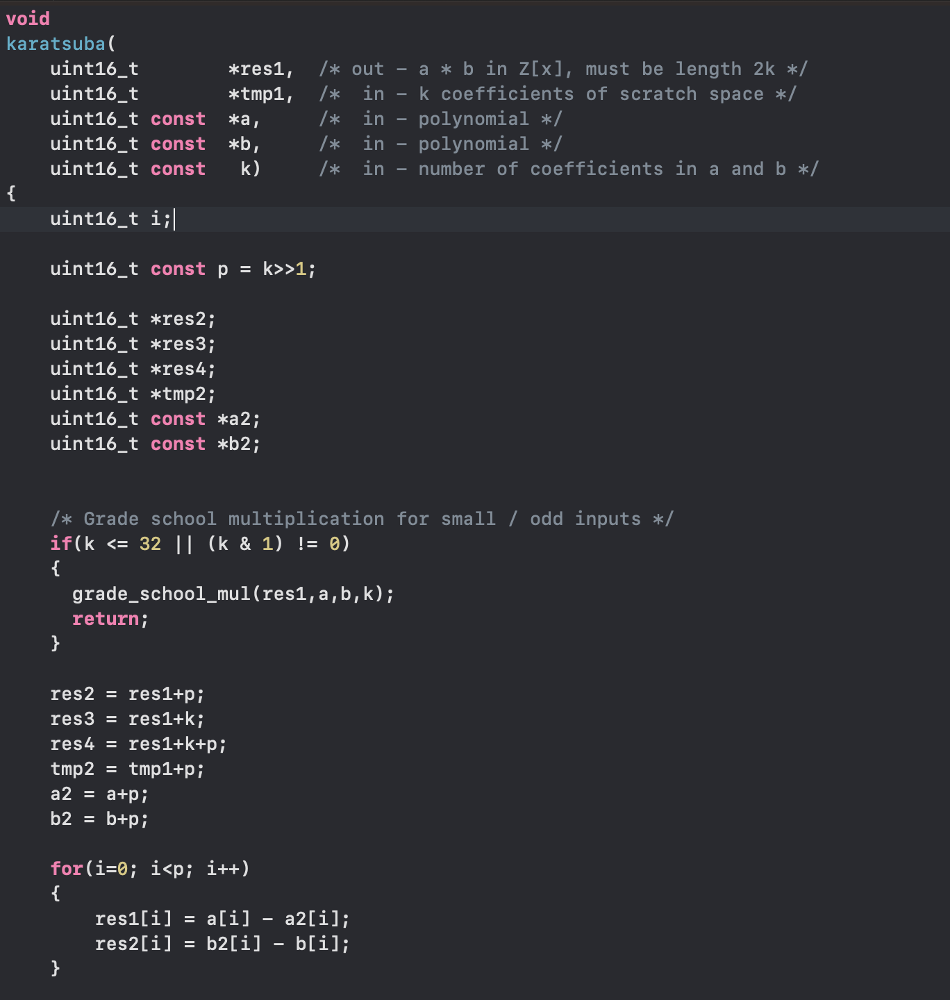 void
karatsuba(
    uint16_t        *res1,  /* out - a * b in Z[x], must be length 2k */
    uint16_t        *tmp1,  /*  in - k coefficients of scratch space */
    uint16_t const  *a,     /*  in - polynomial */
    uint16_t const  *b,     /*  in - polynomial */
    uint16_t const   k)     /*  in - number of coefficients in a and b */
{
    uint16_t i;

    uint16_t const p = k>>1;

    uint16_t *res2;
    uint16_t *res3;
    uint16_t *res4;
    uint16_t *tmp2;
    uint16_t const *a2;
    uint16_t const *b2;


    /* Grade school multiplication for small / odd inputs */
    if(k <= 32 || (k & 1) != 0)
    {
      grade_school_mul(res1,a,b,k);
      return;
    }

    res2 = res1+p;
    res3 = res1+k;
    res4 = res1+k+p;
    tmp2 = tmp1+p;
    a2 = a+p;
    b2 = b+p;

    for(i=0; i<p; i++)
    {
        res1[i] = a[i] - a2[i];
        res2[i] = b2[i] - b[i];
    }